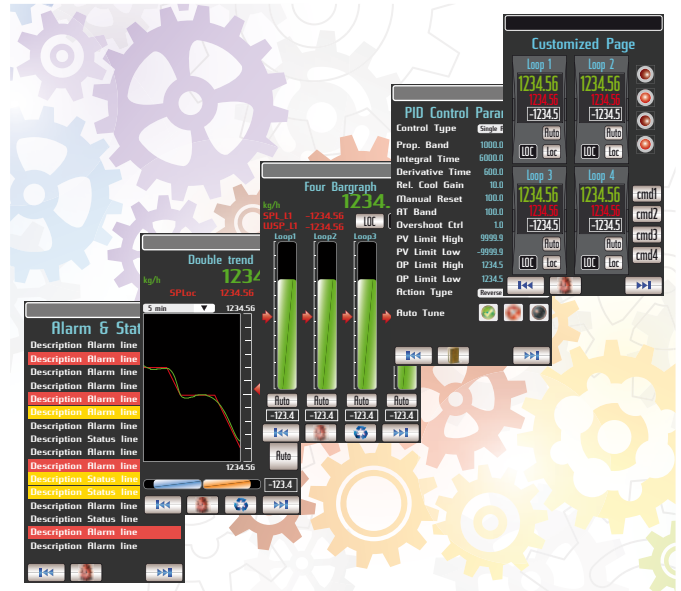 Customized Page
Loop 1
1234.56
1234.56
-1234.5
Auto
LOC
Loc
Loop 2
1234.56
1234.56
-1234.5
Auto
LOC
Loc
Loop 3
1234.56
1234.56
-1234.5
Auto
LOC
Loc
Loop 4
1234.56
1234.56
-1234.5
Auto
LOC
Loc
cmd1
cmd2
cmd3
cmd4
PID Control Para
Control Type Single
Prop. Band 1000.0
Integral Time 6000.0
Derivative Time 600.0
Rel. Cool Gain 10.0
Manual Reset 100.0
AT Band 100.0
Overshoot Ctrl 1.0
PV Limit High 9999.9
PV Limit Low -9999.9
OP Limit High 1234.5
OP Limit Low 1234.5
Action Type Reverse
Auto Tune
Four Bargraph
kg/h 1234.
SPL_L1 -1234.56
WSP_L1 -1234.56
LOC
Loop1 Loop2 Loop3
Auto Auto Auto Auto
-123.4 -123.4 -123.4 -123.4
Double trend
kg/h 1234
SPLoc 1234.56
5 min 1234.56
1234.56
Auto
-123.4
Alarm & Stat
Description Alarm line
Description Alarm line
Description Alarm line
Description Alarm line
Description Alarm line
Description Alarm line
Description Alarm line
Description Status line
Description Alarm line
Description Alarm line
Description Status line
Description Status line
Description Alarm line
Description Status line
Description Alarm line
Description Alarm line